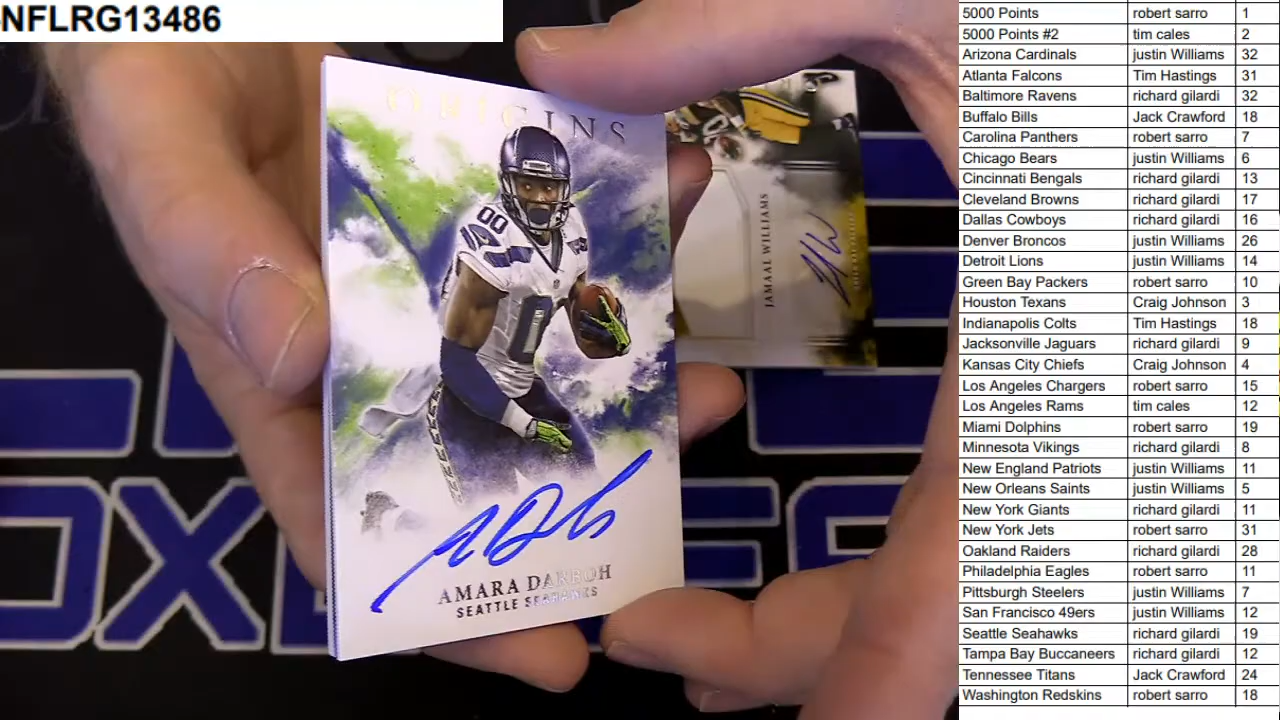 NFLRG13486
ORIGINS
00
AMARA DARBOH
SEATTLE SEAHAWKS
JAMAAL WILLIAMS
5000 Points robert sarro 1
5000 Points #2 tim cales 2
Arizona Cardinals justin Williams 32
Atlanta Falcons Tim Hastings 31
Baltimore Ravens richard gilardi 32
Buffalo Bills Jack Crawford 18
Carolina Panthers robert sarro 7
Chicago Bears justin Williams 6
Cincinnati Bengals richard gilardi 13
Cleveland Browns richard gilardi 17
Dallas Cowboys richard gilardi 16
Denver Broncos justin Williams 26
Detroit Lions justin Williams 14
Green Bay Packers robert sarro 10
Houston Texans Craig Johnson 3
Indianapolis Colts Tim Hastings 18
Jacksonville Jaguars richard gilardi 9
Kansas City Chiefs Craig Johnson 4
Los Angeles Chargers robert sarro 15
Los Angeles Rams tim cales 12
Miami Dolphins robert sarro 19
Minnesota Vikings richard gilardi 8
New England Patriots justin Williams 11
New Orleans Saints justin Williams 5
New York Giants richard gilardi 11
New York Jets robert sarro 31
Oakland Raiders richard gilardi 28
Philadelphia Eagles robert sarro 11
Pittsburgh Steelers justin Williams 7
San Francisco 49ers justin Williams 12
Seattle Seahawks richard gilardi 19
Tampa Bay Buccaneers richard gilardi 12
Tennessee Titans Jack Crawford 24
Washington Redskins robert sarro 18